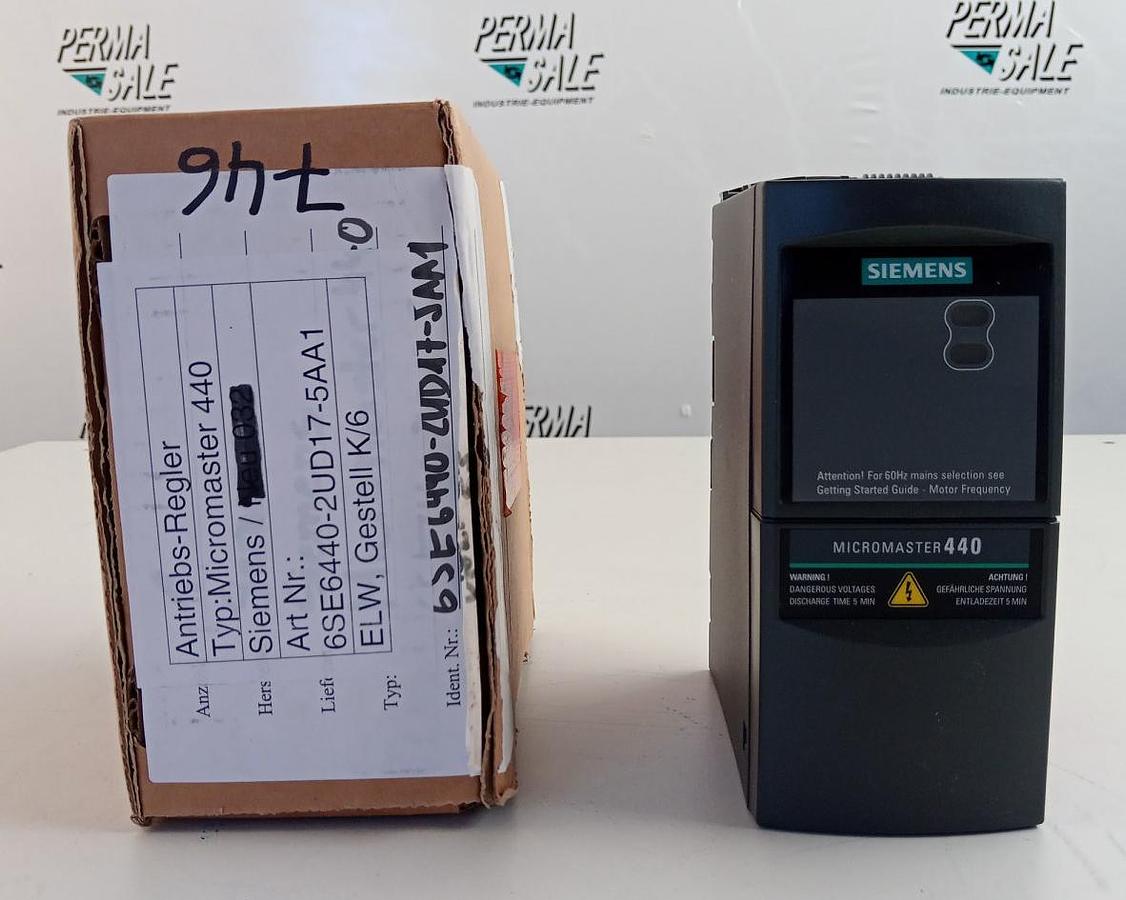 PERMA
SALE
INDUSTRIE-EQUIPMENT
PERMA
SALE
INDUSTRIE-EQUIPMENT
PERMA
SALE
INDUSTRIE-EQUIPMENT
PERMA
746
Antriebs-Regler
Typ:Micromaster 440
Siemens /
Art Nr.:
6SE6440-2UD17-5AA1
ELW, Gestell K/6
Anz
Hers
Lief
Typ:
Ident. Nr.: 6SE6440-2UD17-5AA1
SIEMENS
Attention! For 60Hz mains selection see
Getting Started Guide - Motor Frequency
MICROMASTER 440
WARNING !
DANGEROUS VOLTAGES
DISCHARGE TIME 5 MIN
ACHTUNG !
GEFÄHRLICHE SPANNUNG
ENTLADEZEIT 5 MIN